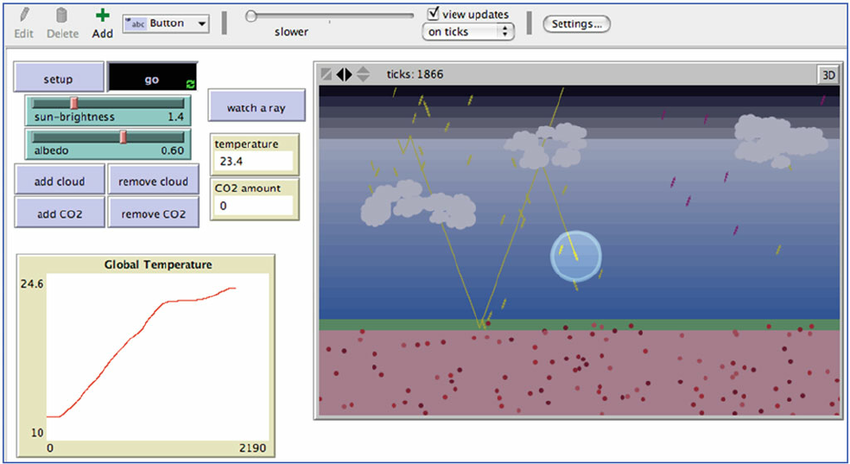 Edit
Delete
Add
abc Button
slower
view updates
on ticks
Settings...
setup
go
sun-brightness 1.4
albedo 0.60
add cloud
remove cloud
add CO2
remove CO2
watch a ray
temperature
23.4
CO2 amount
0
ticks: 1866
3D
Global Temperature
24.6
10
0
2190